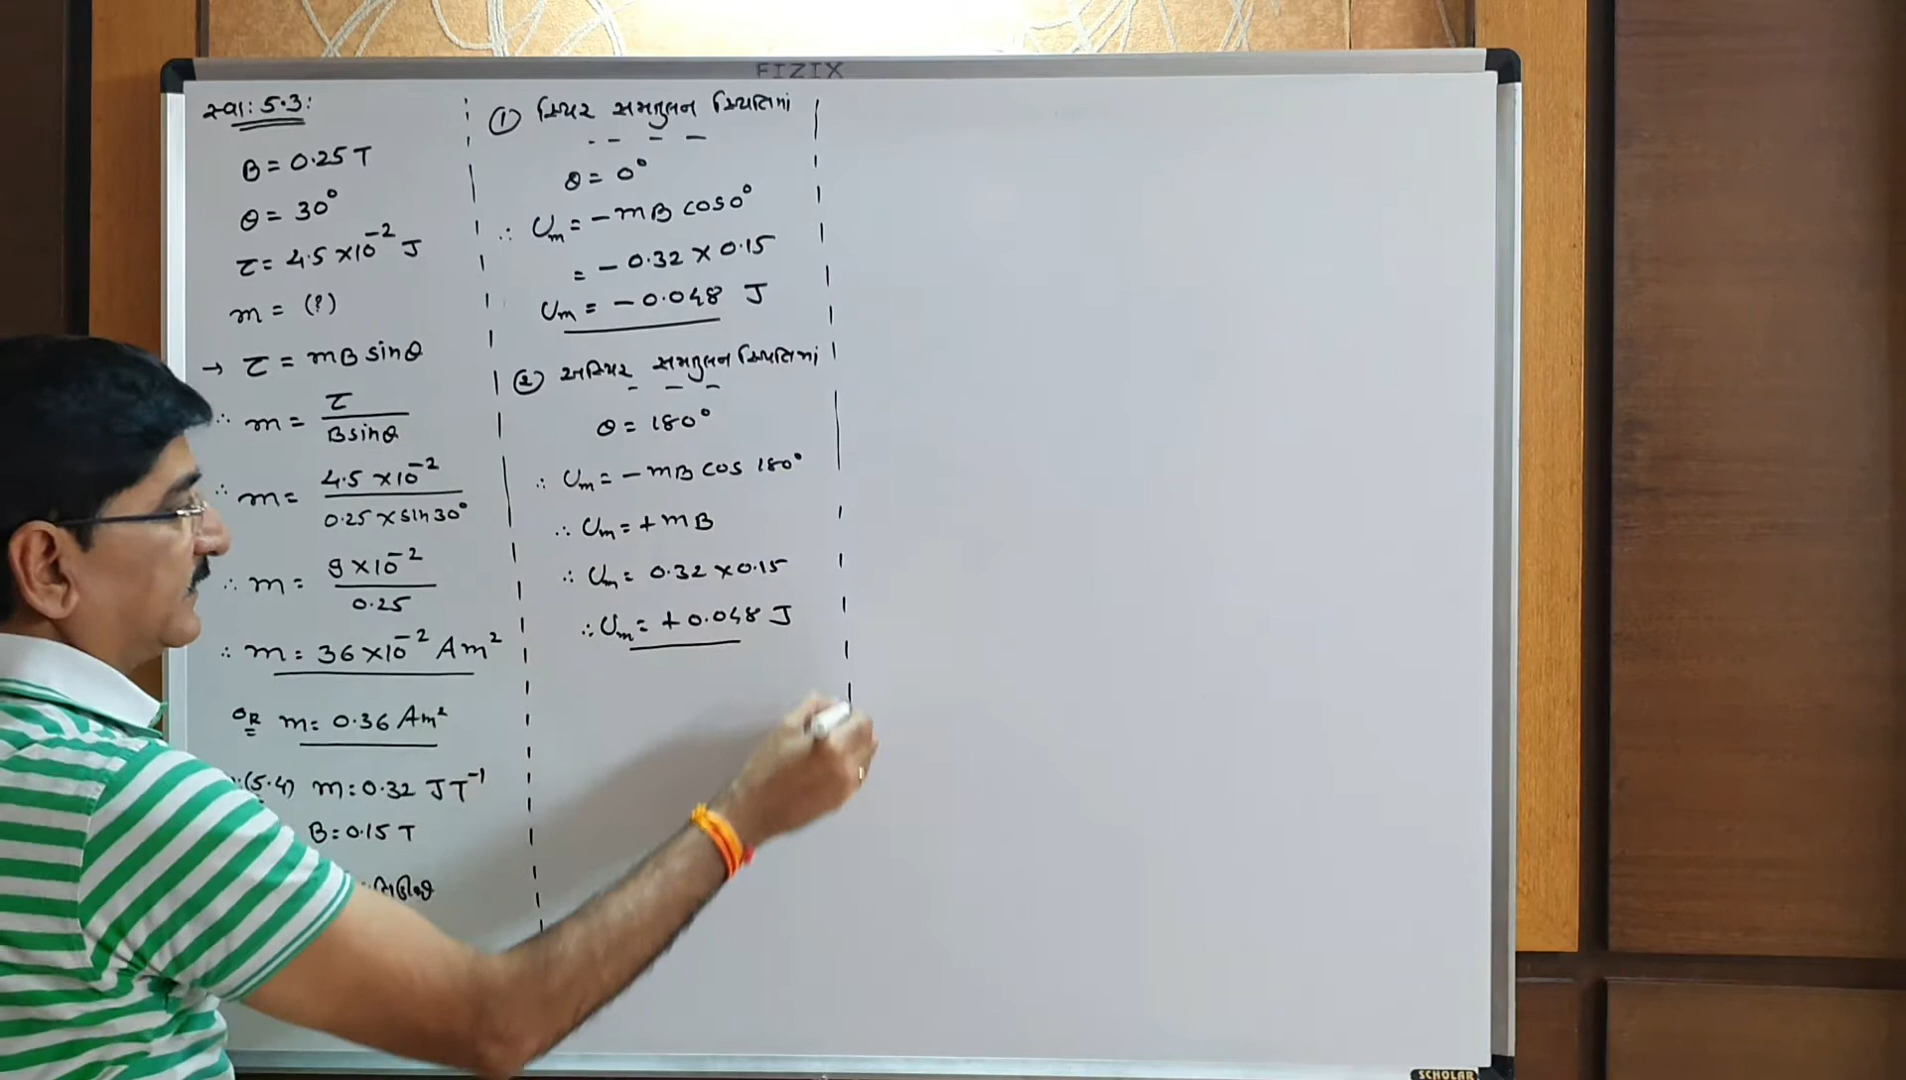 FIZIX
સ્વા: 5.3:
B = 0.25 T
θ = 30°
τ = 4.5 ×10⁻² J
m = (?)
→ τ = mB sinθ
∴ m = τ / B sinθ
∴ m = 4.5 ×10⁻² / 0.25 × sin 30°
∴ m = 9 ×10⁻² / 0.25
∴ m = 36 ×10⁻² Am²
OR m = 0.36 Am²
(5.4) m = 0.32 JT⁻¹
B = 0.15 T
① સ્થિર સમતુલન સ્થિતિમાં
θ = 0°
∴ Um = − mB cos 0°
= − 0.32 × 0.15
Um = − 0.048 J
② અસ્થિર સમતુલન સ્થિતિમાં
θ = 180°
∴ Um = − mB cos 180°
∴ Um = + mB
∴ Um = 0.32 × 0.15
∴ Um = + 0.048 J
SCHOLAR